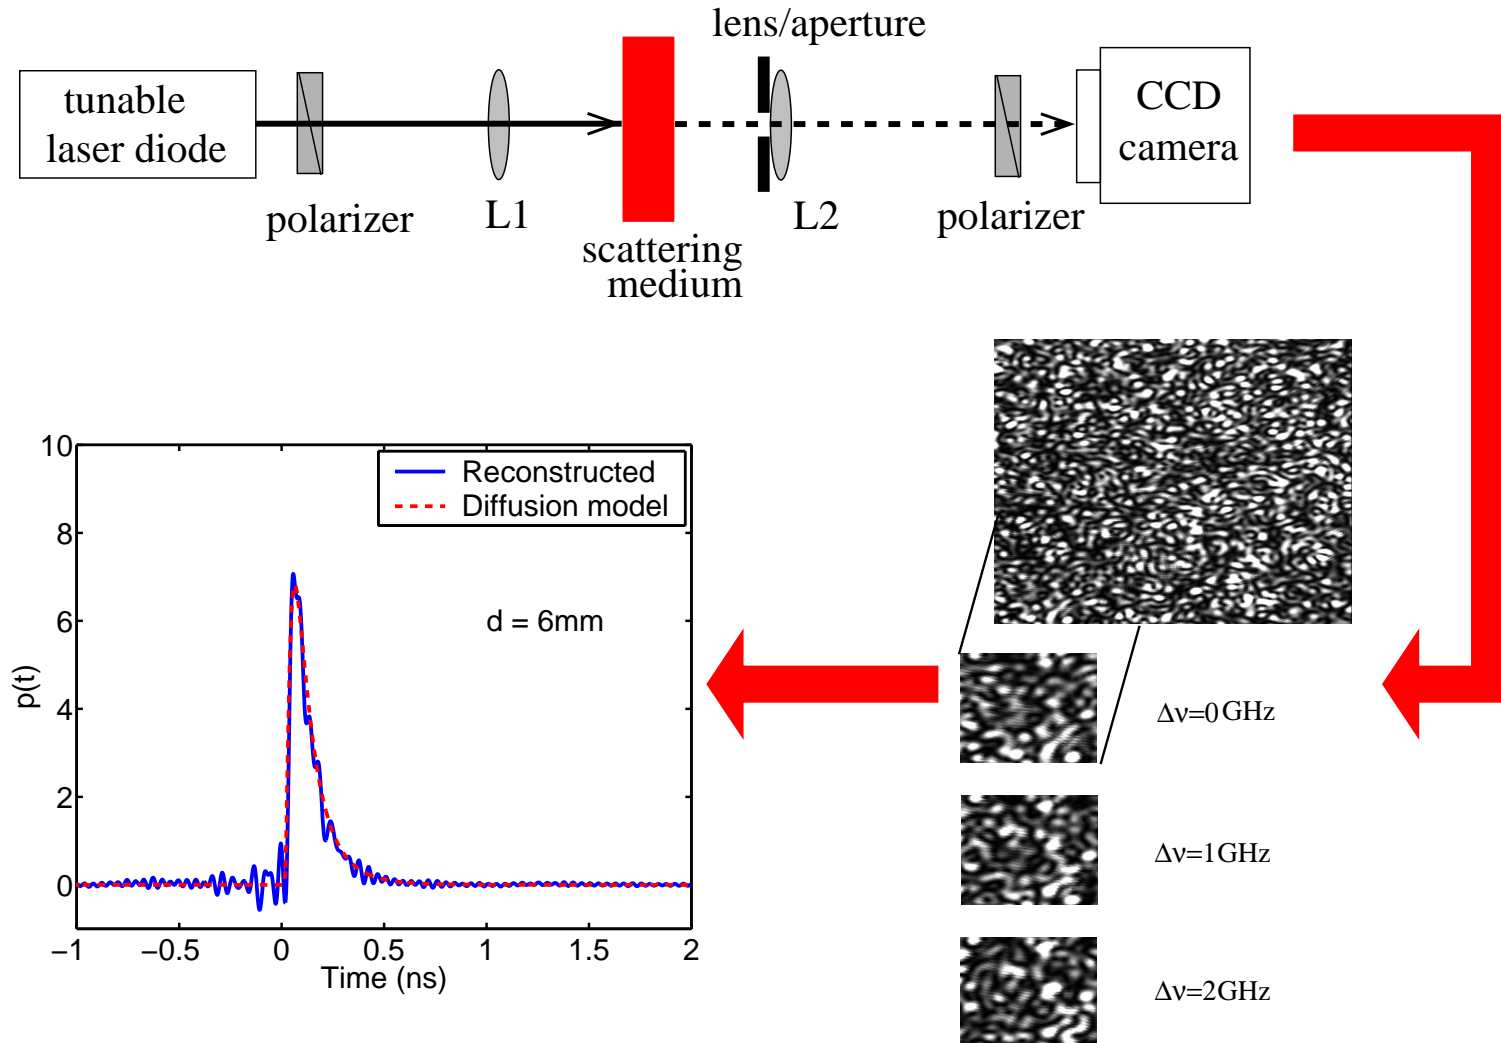 lens/aperture
tunable
laser diode
CCD
camera
polarizer
L1
L2
polarizer
scattering
medium
10
8
6
4
2
0
p(t)
Reconstructed
Diffusion model
d = 6mm
−1
−0.5
0
0.5
1
1.5
2
Time (ns)
Δν=0GHz
Δν=1GHz
Δν=2GHz